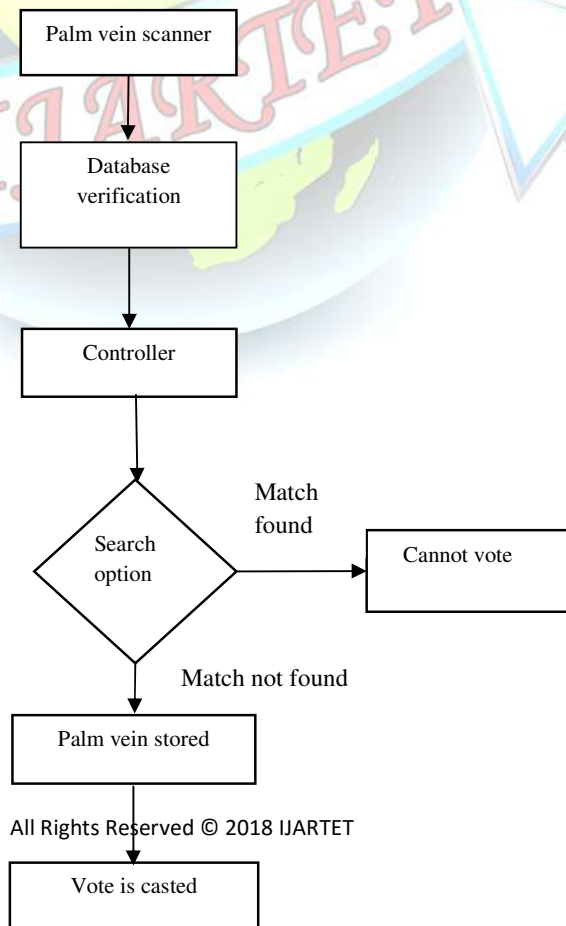 Palm vein scanner
IJARTET
Database
verification
Controller
Match
found
Search
option
Cannot vote
Match not found
Palm vein stored
All Rights Reserved © 2018 IJARTET
Vote is casted